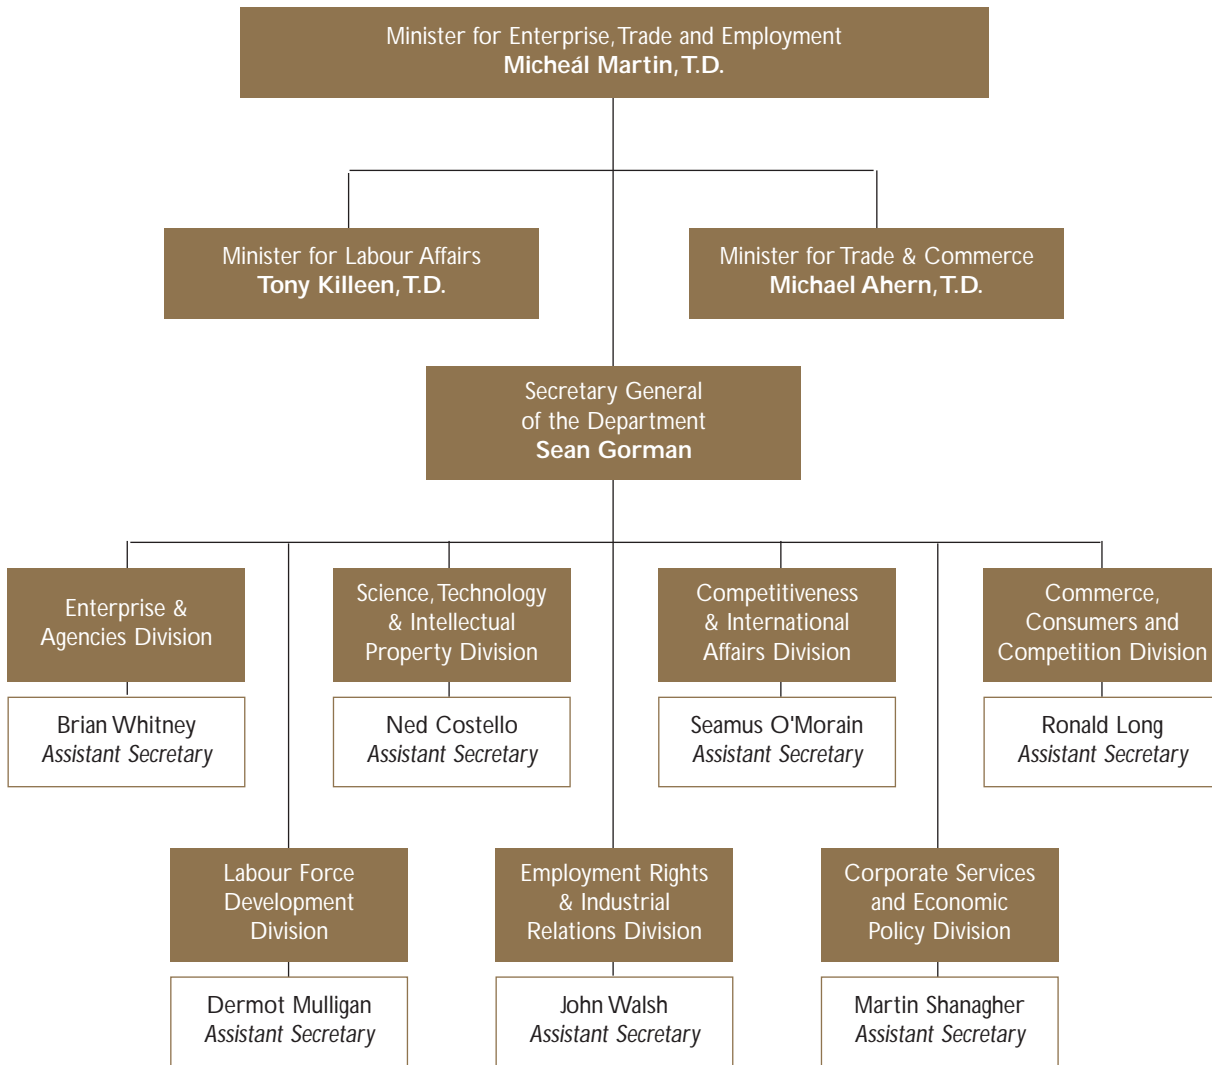 Minister for Enterprise, Trade and Employment
Micheál Martin, T.D.
Minister for Labour Affairs
Tony Killeen, T.D.
Minister for Trade & Commerce
Michael Ahern, T.D.
Secretary General
of the Department
Sean Gorman
Enterprise &
Agencies Division
Brian Whitney
Assistant Secretary
Science, Technology
& Intellectual
Property Division
Ned Costello
Assistant Secretary
Competitiveness
& International
Affairs Division
Seamus O'Morain
Assistant Secretary
Commerce,
Consumers and
Competition Division
Ronald Long
Assistant Secretary
Labour Force
Development
Division
Dermot Mulligan
Assistant Secretary
Employment Rights
& Industrial
Relations Division
John Walsh
Assistant Secretary
Corporate Services
and Economic
Policy Division
Martin Shanagher
Assistant Secretary